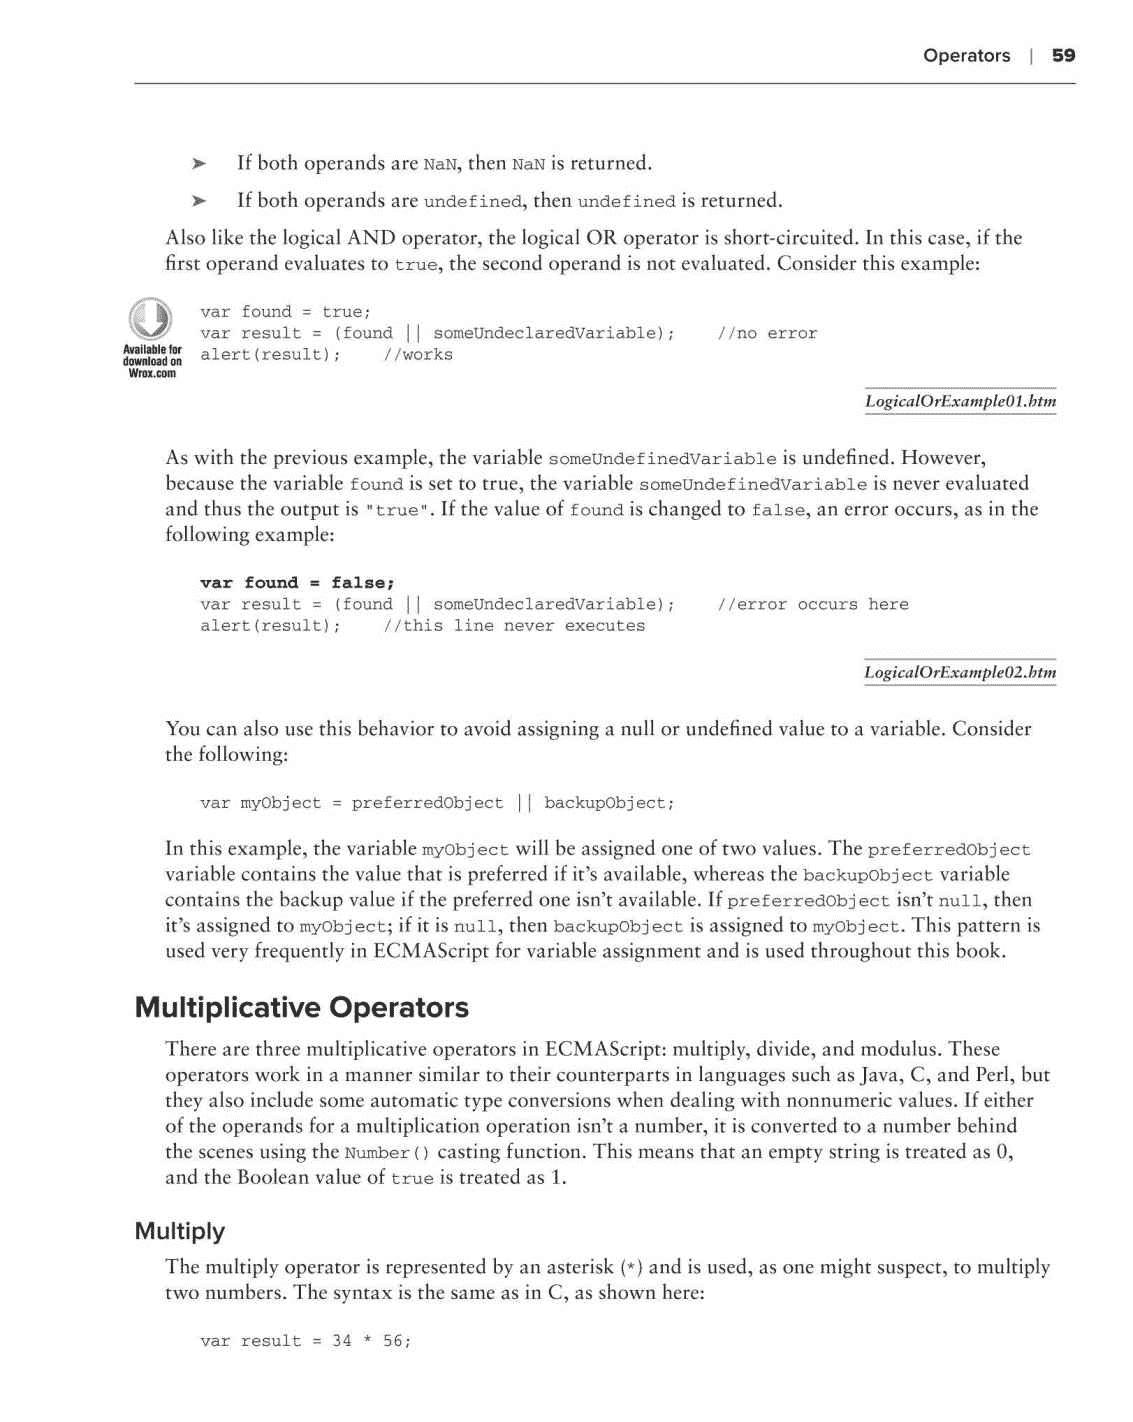 Operators | 59
➤ If both operands are NaN, then NaN is returned.
➤ If both operands are undefined, then undefined is returned.
Also like the logical AND operator, the logical OR operator is short-circuited. In this case, if the
first operand evaluates to true, the second operand is not evaluated. Consider this example:
var found = true;
var result = (found || someUndeclaredVariable); //no error
alert(result); //works
Available for
download on
Wrox.com
LogicalOrExample01.htm
As with the previous example, the variable someUndefinedVariable is undefined. However,
because the variable found is set to true, the variable someUndefinedVariable is never evaluated
and thus the output is "true". If the value of found is changed to false, an error occurs, as in the
following example:
var found = false;
var result = (found || someUndeclaredVariable); //error occurs here
alert(result); //this line never executes
LogicalOrExample02.htm
You can also use this behavior to avoid assigning a null or undefined value to a variable. Consider
the following:
var myObject = preferredObject || backupObject;
In this example, the variable myObject will be assigned one of two values. The preferredObject
variable contains the value that is preferred if it's available, whereas the backupObject variable
contains the backup value if the preferred one isn't available. If preferredObject isn't null, then
it's assigned to myObject; if it is null, then backupObject is assigned to myObject. This pattern is
used very frequently in ECMAScript for variable assignment and is used throughout this book.
Multiplicative Operators
There are three multiplicative operators in ECMAScript: multiply, divide, and modulus. These
operators work in a manner similar to their counterparts in languages such as Java, C, and Perl, but
they also include some automatic type conversions when dealing with nonnumeric values. If either
of the operands for a multiplication operation isn't a number, it is converted to a number behind
the scenes using the Number() casting function. This means that an empty string is treated as 0,
and the Boolean value of true is treated as 1.
Multiply
The multiply operator is represented by an asterisk (*) and is used, as one might suspect, to multiply
two numbers. The syntax is the same as in C, as shown here:
var result = 34 * 56;